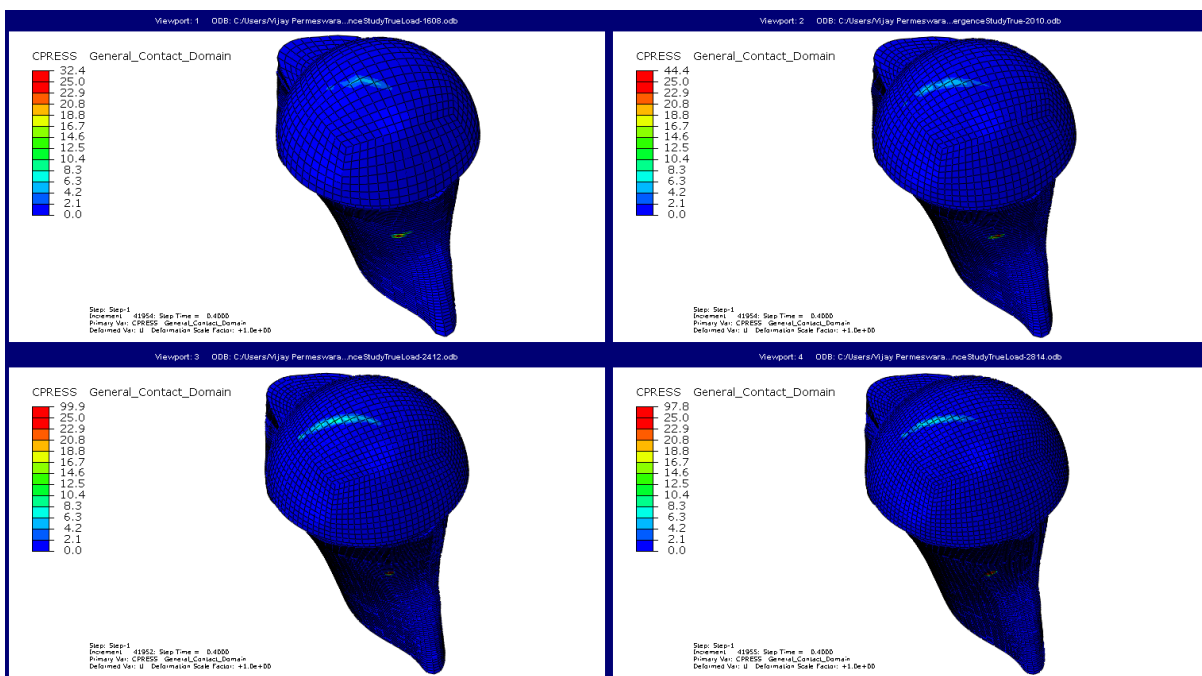 Viewport: 1 ODB: C:/Users/Vijay Permeswara...nceStudyTrueLoad-1608.odb
CPRESS General_Contact_Domain
32.4
25.0
22.9
20.8
18.8
16.7
14.6
12.5
10.4
8.3
6.3
4.2
2.1
0.0
Step: Step-1
Increment 41954: Step Time = 0.4000
Primary Var: CPRESS General_Contact_Domain
Deformed Var: U Deformation Scale Factor: +1.0e+00
Viewport: 2 ODB: C:/Users/Vijay Permeswara...ergenceStudyTrue-2010.odb
CPRESS General_Contact_Domain
44.4
25.0
22.9
20.8
18.8
16.7
14.6
12.5
10.4
8.3
6.3
4.2
2.1
0.0
Step: Step-1
Increment 41954: Step Time = 0.4000
Primary Var: CPRESS General_Contact_Domain
Deformed Var: U Deformation Scale Factor: +1.0e+00
Viewport: 3 ODB: C:/Users/Vijay Permeswara...nceStudyTrueLoad-2412.odb
CPRESS General_Contact_Domain
99.9
25.0
22.9
20.8
18.8
16.7
14.6
12.5
10.4
8.3
6.3
4.2
2.1
0.0
Step: Step-1
Increment 41952: Step Time = 0.4000
Primary Var: CPRESS General_Contact_Domain
Deformed Var: U Deformation Scale Factor: +1.0e+00
Viewport: 4 ODB: C:/Users/Vijay Permeswara...nceStudyTrueLoad-2814.odb
CPRESS General_Contact_Domain
97.8
25.0
22.9
20.8
18.8
16.7
14.6
12.5
10.4
8.3
6.3
4.2
2.1
0.0
Step: Step-1
Increment 41955: Step Time = 0.4000
Primary Var: CPRESS General_Contact_Domain
Deformed Var: U Deformation Scale Factor: +1.0e+00